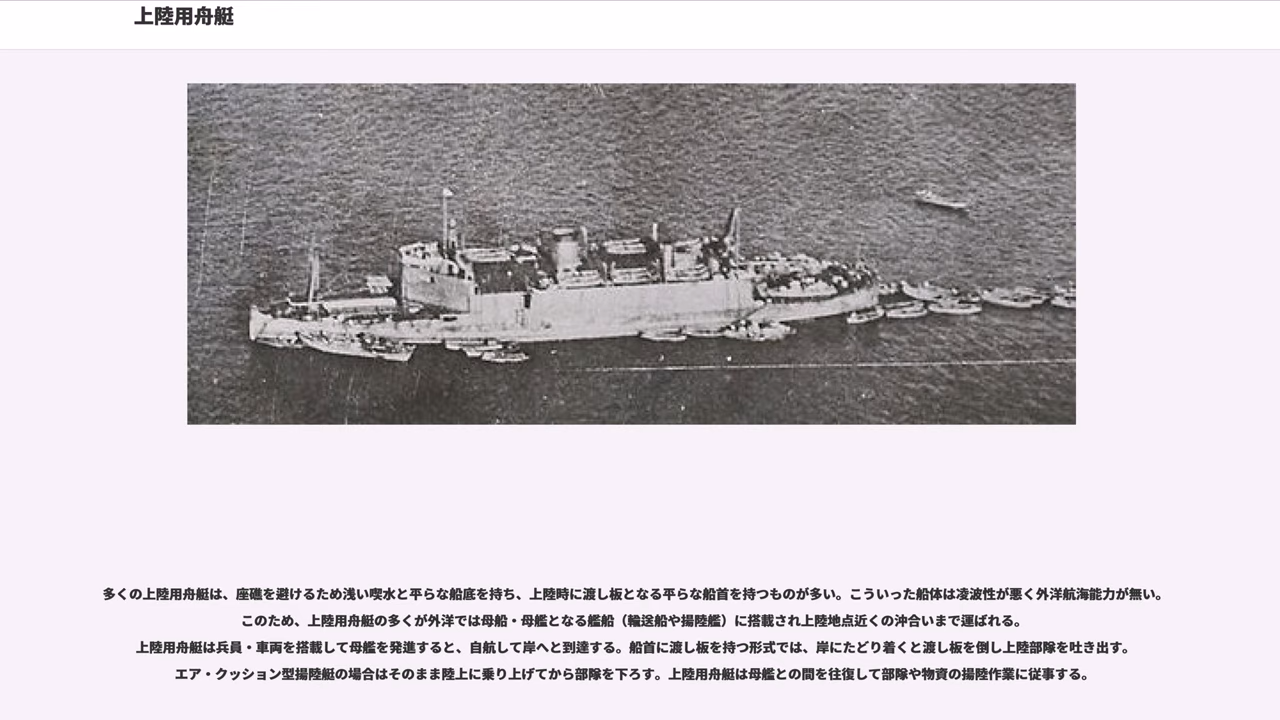 上陸用舟艇
多くの上陸用舟艇は、座礁を避けるため浅い喫水と平らな船底を持ち、上陸時に渡し板となる平らな船首を持つものが多い。こういった船体は凌波性が悪く外洋航海能力が無い。
このため、上陸用舟艇の多くが外洋では母船・母艦となる艦船（輸送船や揚陸艦）に搭載され上陸地点近くの沖合いまで運ばれる。
上陸用舟艇は兵員・車両を搭載して母艦を発進すると、自航して岸へと到達する。船首に渡し板を持つ形式では、岸にたどり着くと渡し板を倒し上陸部隊を吐き出す。
エア・クッション型揚陸艇の場合はそのまま陸上に乗り上げてから部隊を下ろす。上陸用舟艇は母艦との間を往復して部隊や物資の揚陸作業に従事する。